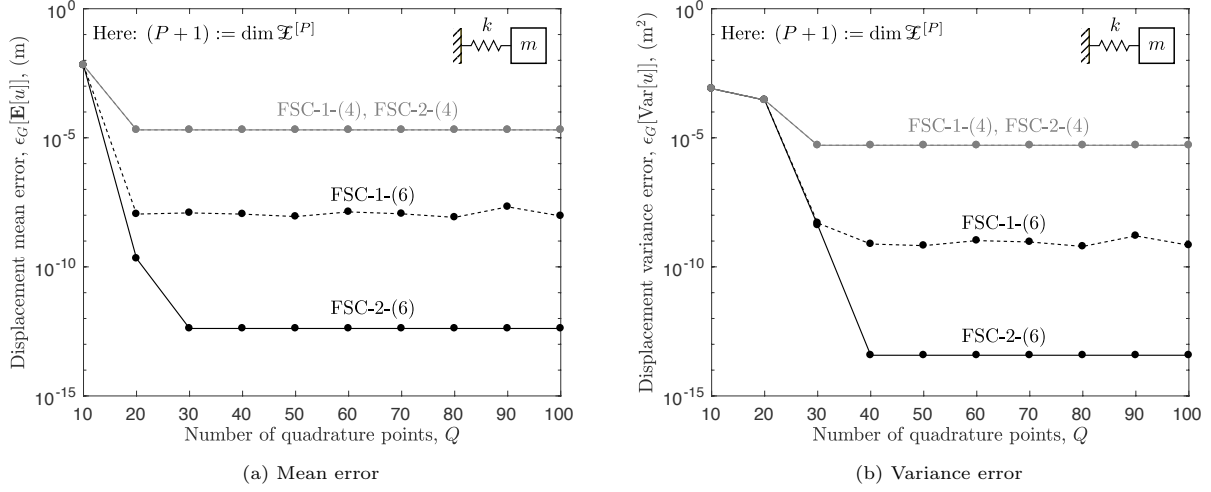 Here: (P + 1) := dim 𝒵^[P]
k
m
10^0
10^-5
10^-10
10^-15
Displacement mean error, ϵ_G[E[u]], (m)
FSC-1-(4), FSC-2-(4)
FSC-1-(6)
FSC-2-(6)
10 20 30 40 50 60 70 80 90 100
Number of quadrature points, Q
(a) Mean error
Here: (P + 1) := dim 𝒵^[P]
k
m
10^0
10^-5
10^-10
10^-15
Displacement variance error, ϵ_G[Var[u]], (m^2)
FSC-1-(4), FSC-2-(4)
FSC-1-(6)
FSC-2-(6)
10 20 30 40 50 60 70 80 90 100
Number of quadrature points, Q
(b) Variance error